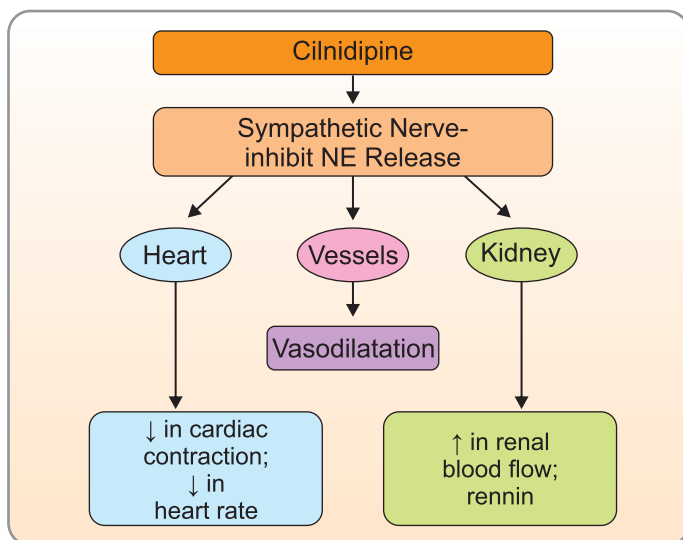 Cilnidipine
Sympathetic Nerve-
inhibit NE Release
Heart
Vessels
Kidney
Vasodilatation
↓ in cardiac
contraction;
↓ in
heart rate
↑ in renal
blood flow;
rennin